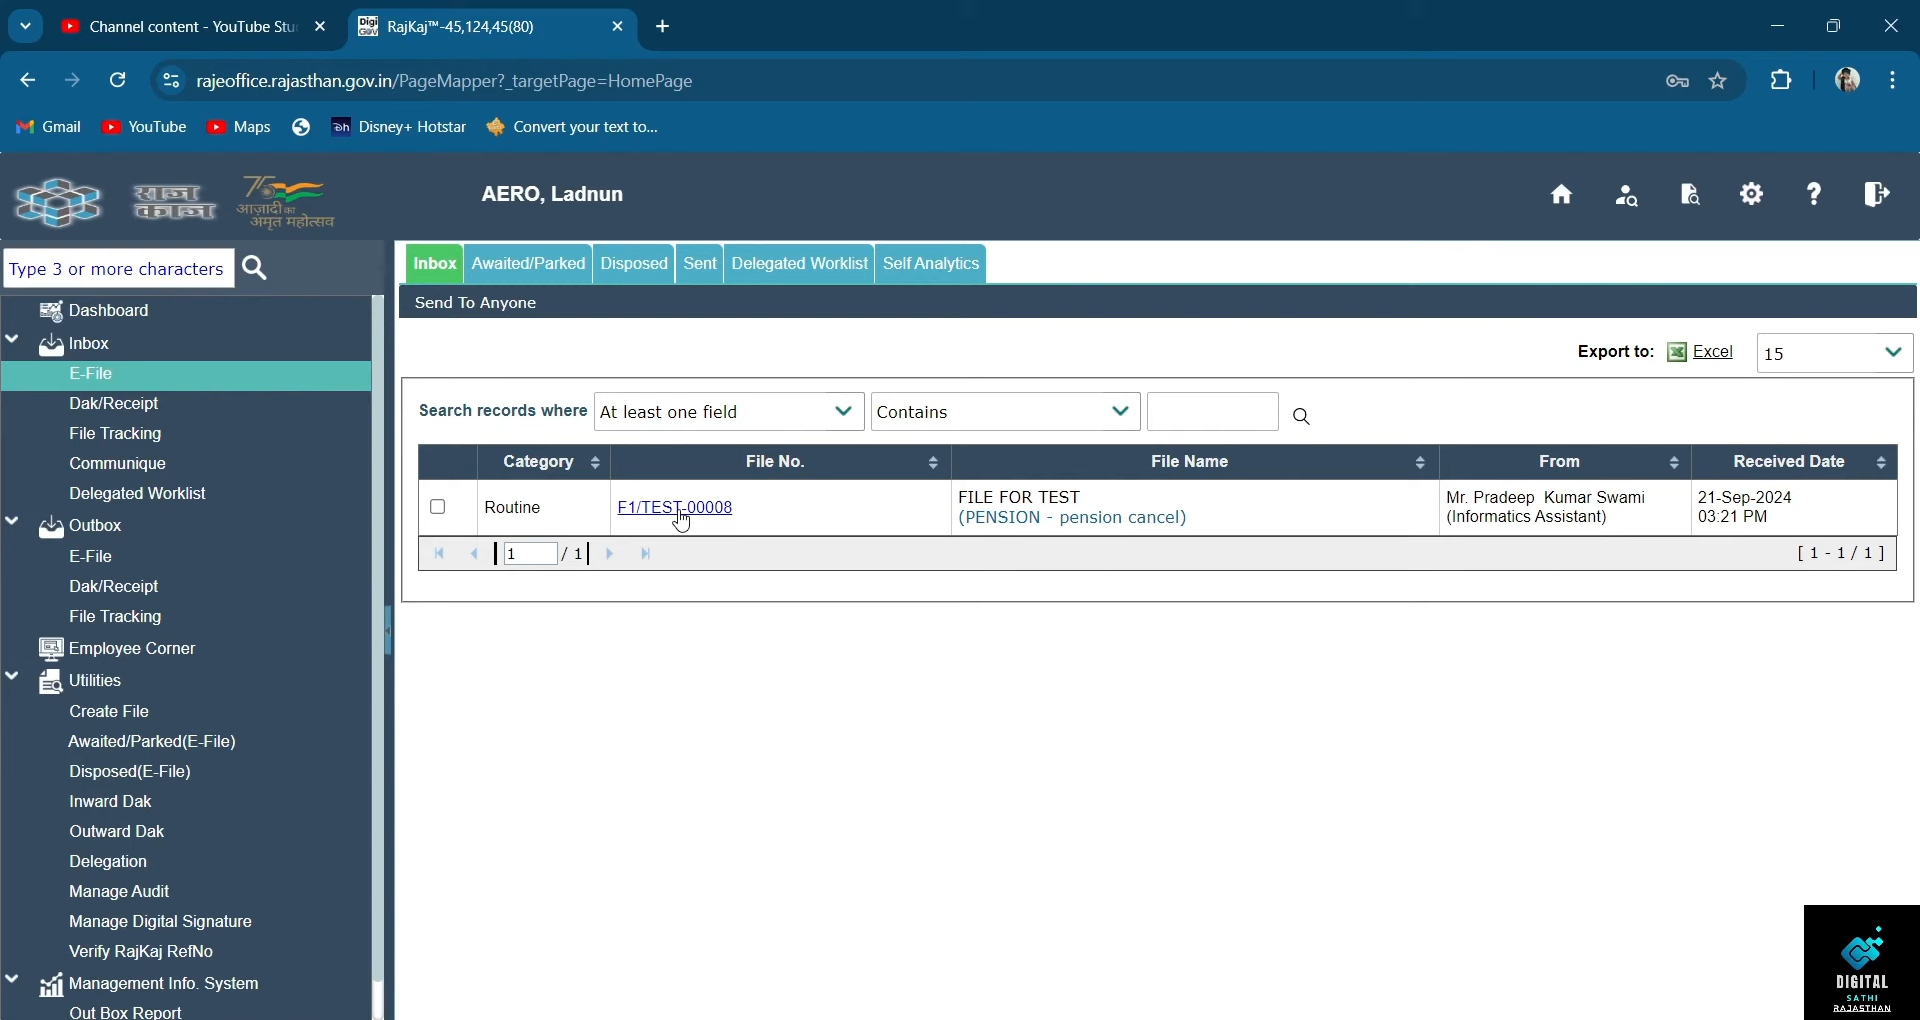 Channel content - YouTube Stu
RajKaj™-45,124,45(80)
rajeoffice.rajasthan.gov.in/PageMapper?_targetPage=HomePage
Gmail
YouTube
Maps
Disney+ Hotstar
Convert your text to...
राज काज
75
आज़ादी का
अमृत महोत्सव
AERO, Ladnun
Type 3 or more characters
Dashboard
Inbox
E-File
Dak/Receipt
File Tracking
Communique
Delegated Worklist
Outbox
E-File
Dak/Receipt
File Tracking
Employee Corner
Utilities
Create File
Awaited/Parked(E-File)
Disposed(E-File)
Inward Dak
Outward Dak
Delegation
Manage Audit
Manage Digital Signature
Verify RajKaj RefNo
Management Info. System
Out Box Report
Inbox Awaited/Parked Disposed Sent Delegated Worklist Self Analytics
Send To Anyone
Export to: Excel 15
Search records where At least one field Contains
Category File No. File Name From Received Date
Routine F1/TEST-00008 FILE FOR TEST Mr. Pradeep Kumar Swami 21-Sep-2024
(PENSION - pension cancel) (Informatics Assistant) 03:21 PM
1 / 1 [ 1 - 1 / 1 ]
DIGITAL
SATHI
RAJASTHAN